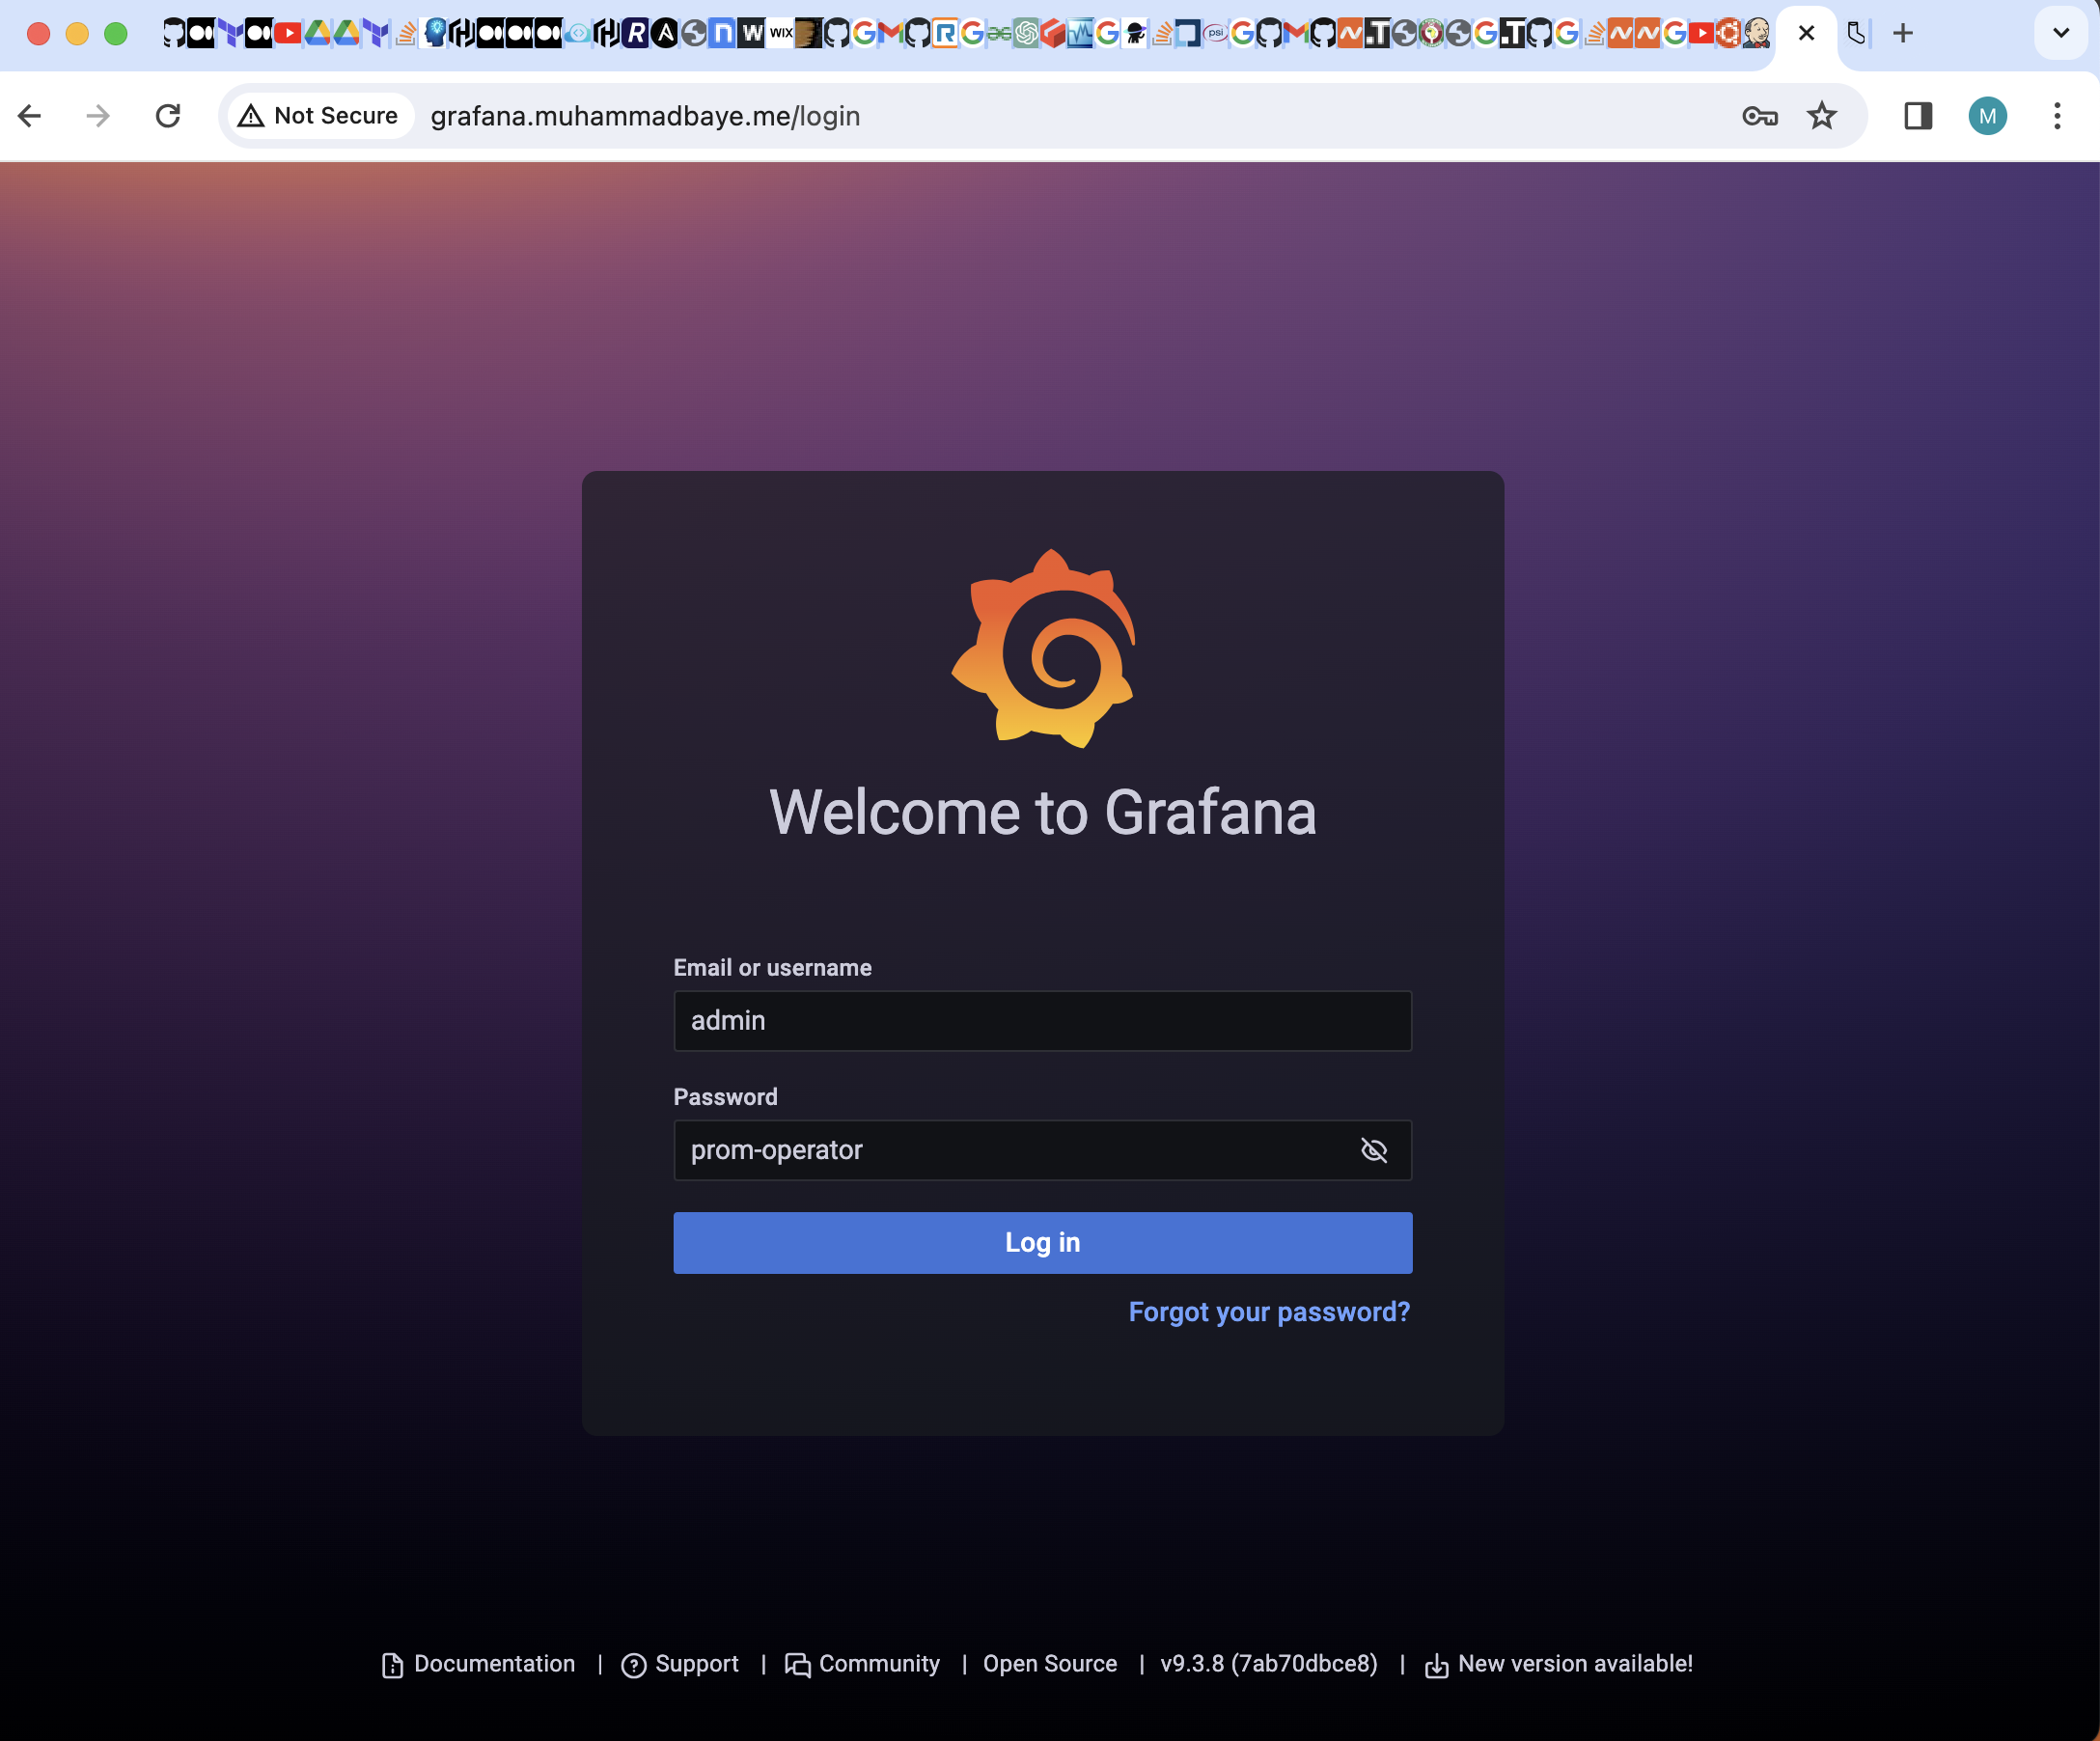 Not Secure
grafana.muhammadbaye.me/login
M
Welcome to Grafana
Email or username
admin
Password
prom-operator
Log in
Forgot your password?
Documentation | Support | Community | Open Source | v9.3.8 (7ab70dbce8) | New version available!